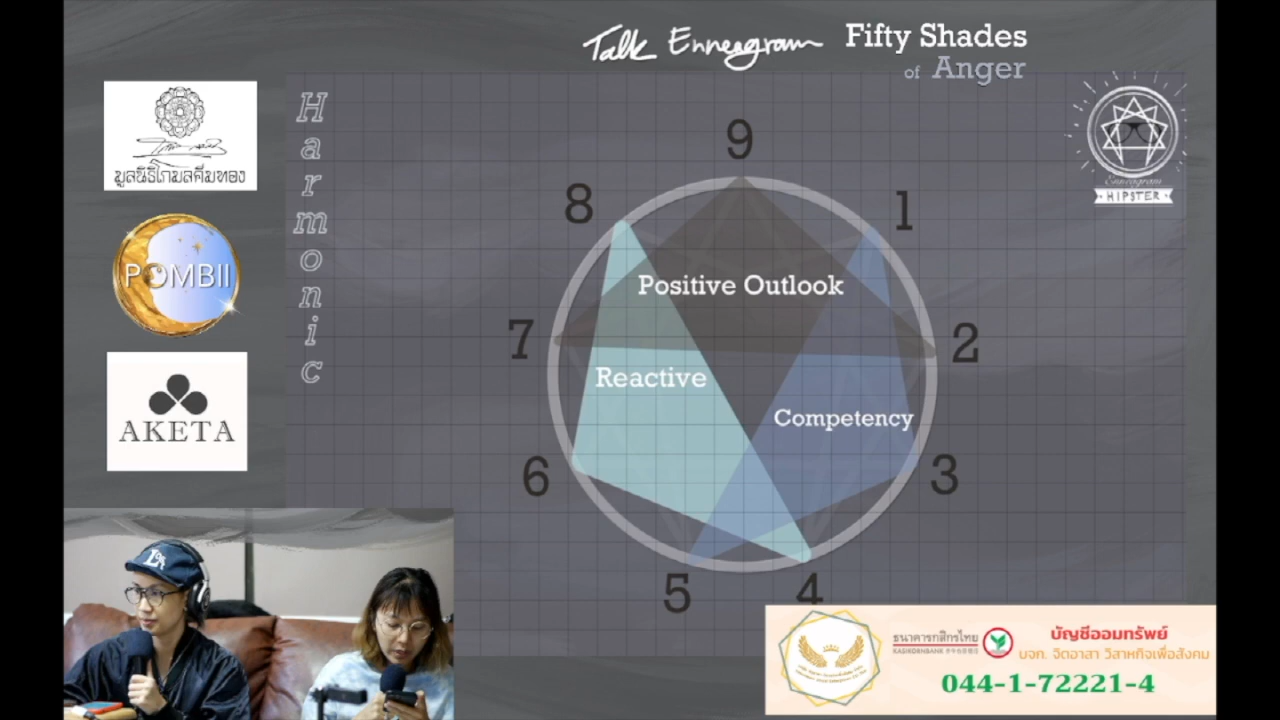 Talk Enneagram
Fifty Shades
of Anger
Harmonic
มูลนิธิโกมลคีมทอง
POMBII
AKETA
HIPSTER
9
8
1
7
2
6
3
5
4
Positive Outlook
Reactive
Competency
ธนาคารกสิกรไทย
KASIKORNBANK
บัญชีออมทรัพย์
มจก. จิตอาสา วิสาหกิจเพื่อสังคม
044-1-72221-4